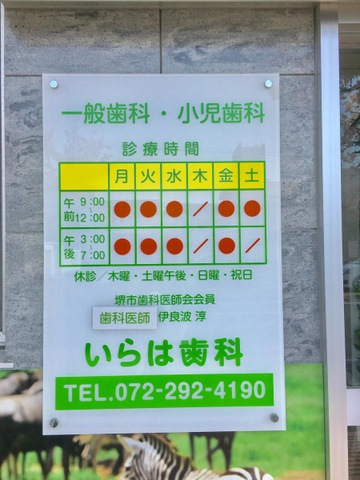 一般歯科・小児歯科
診療時間
月 火 水 木 金 土
午前 9:00~12:00 ● ● ● / ● ●
午後 3:00~7:00 ● ● ● / ● /
休診/木曜・土曜午後・日曜・祝日
堺市歯科医師会会員
歯科医師 伊良波 淳
いらは歯科
TEL.072-292-4190